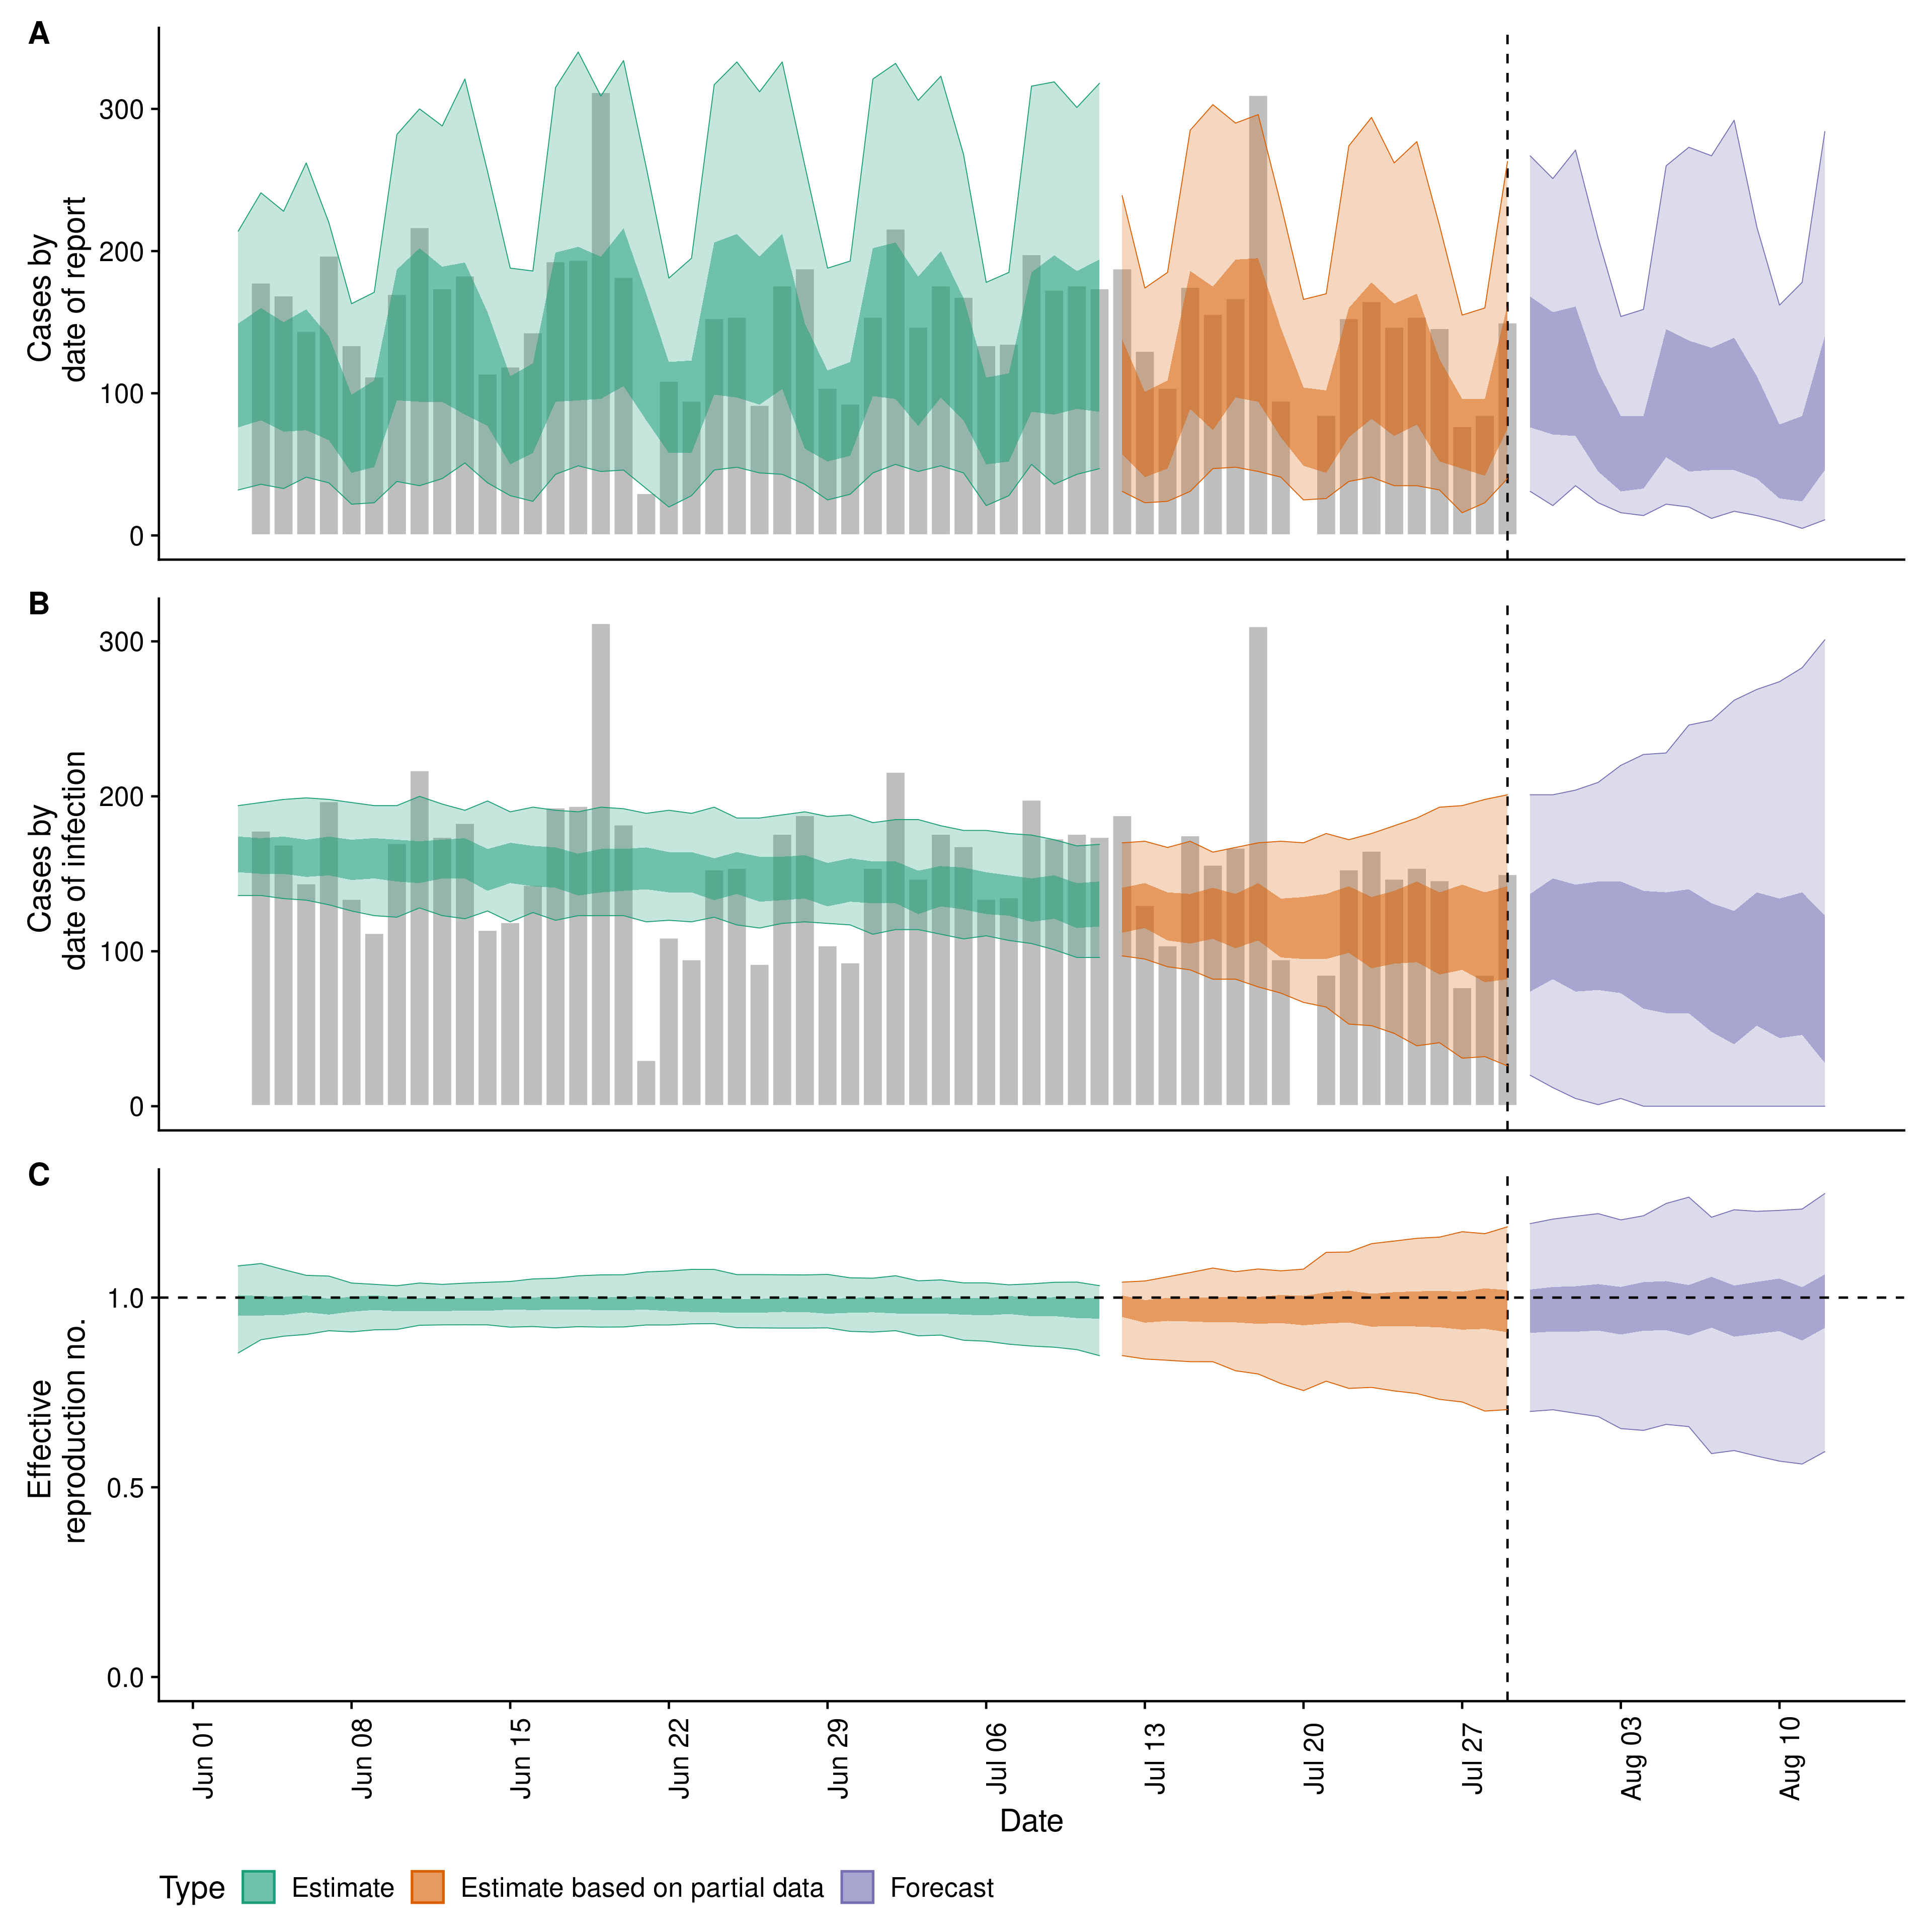 A
Cases by
date of report
300
200
100
0
B
Cases by
date of infection
300
200
100
0
C
Effective
reproduction no.
1.0
0.5
0.0
Jun 01
Jun 08
Jun 15
Jun 22
Jun 29
Jul 06
Jul 13
Jul 20
Jul 27
Aug 03
Aug 10
Date
Type Estimate Estimate based on partial data Forecast